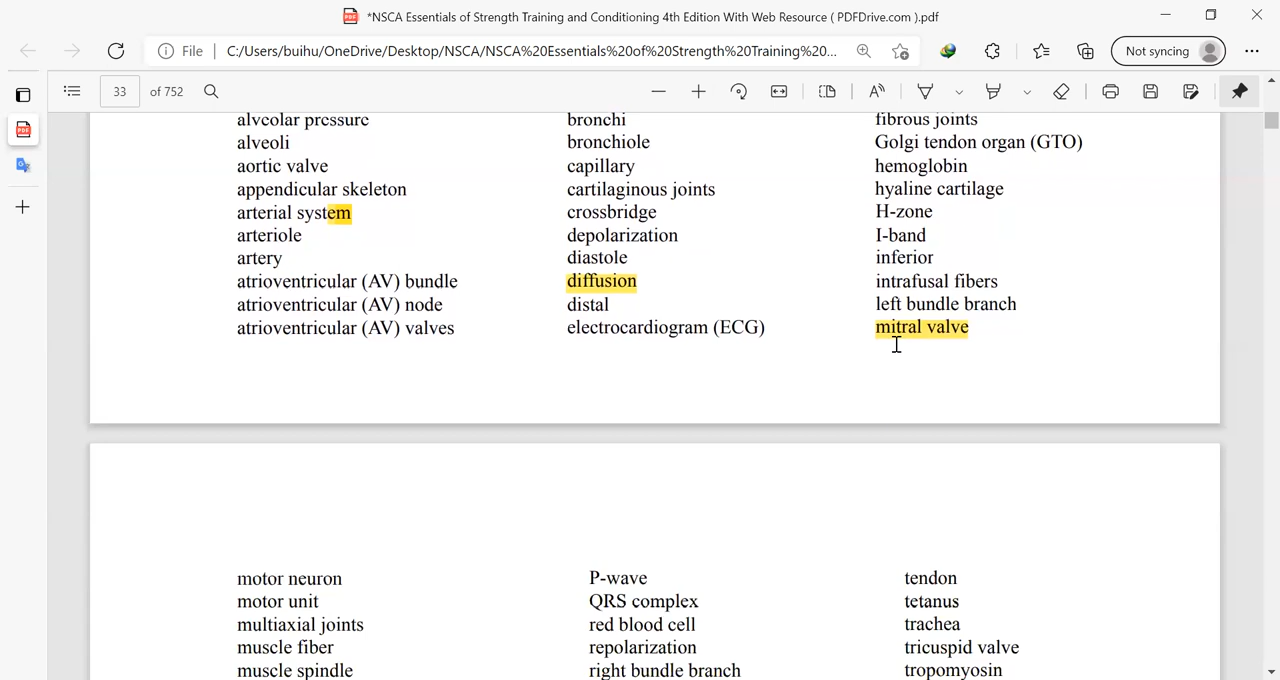 *NSCA Essentials of Strength Training and Conditioning 4th Edition With Web Resource ( PDFDrive.com ).pdf
File
C:/Users/buihu/OneDrive/Desktop/NSCA/NSCA%20Essentials%20of%20Strength%20Training%20...
Not syncing
33 of 752
alveolar pressure
alveoli
aortic valve
appendicular skeleton
arterial system
arteriole
artery
atrioventricular (AV) bundle
atrioventricular (AV) node
atrioventricular (AV) valves
bronchi
bronchiole
capillary
cartilaginous joints
crossbridge
depolarization
diastole
diffusion
distal
electrocardiogram (ECG)
fibrous joints
Golgi tendon organ (GTO)
hemoglobin
hyaline cartilage
H-zone
I-band
inferior
intrafusal fibers
left bundle branch
mitral valve
motor neuron
motor unit
multiaxial joints
muscle fiber
muscle spindle
P-wave
QRS complex
red blood cell
repolarization
right bundle branch
tendon
tetanus
trachea
tricuspid valve
tropomyosin